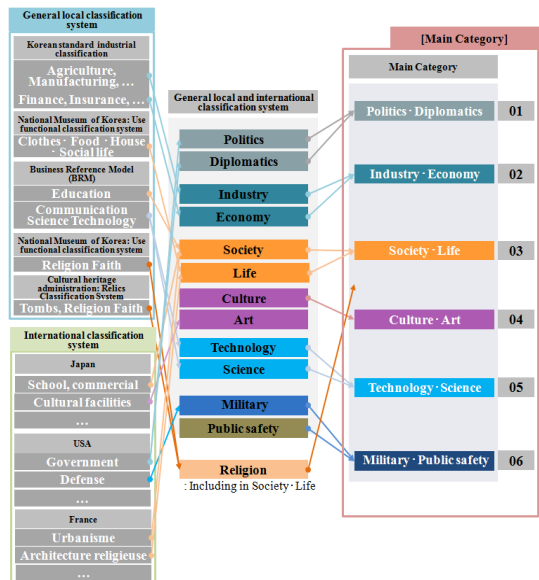 General local classification
system
Korean standard industrial
classification
Agriculture,
Manufacturing, …
Finance, Insurance, …
National Museum of Korea: Use
functional classification system
Clothes · Food · House
· Social life
Business Reference Model
(BRM)
Education
Communication
Science Technology
National Museum of Korea: Use
functional classification system
Religion Faith
Cultural heritage
administration; Relics
Classification System
Tombs, Religion Faith
International classification
system
Japan
School, commercial
Cultural facilities
…
USA
Government
Defense
…
France
Urbanisme
Architecture religieuse
…
General local and international
classification system
Politics
Diplomatics
Industry
Economy
Society
Life
Culture
Art
Technology
Science
Military
Public safety
Religion
: Including in Society · Life
[Main Category]
Main Category
Politics · Diplomatics 01
Industry · Economy 02
Society · Life 03
Culture · Art 04
Technology · Science 05
Military · Public safety 06